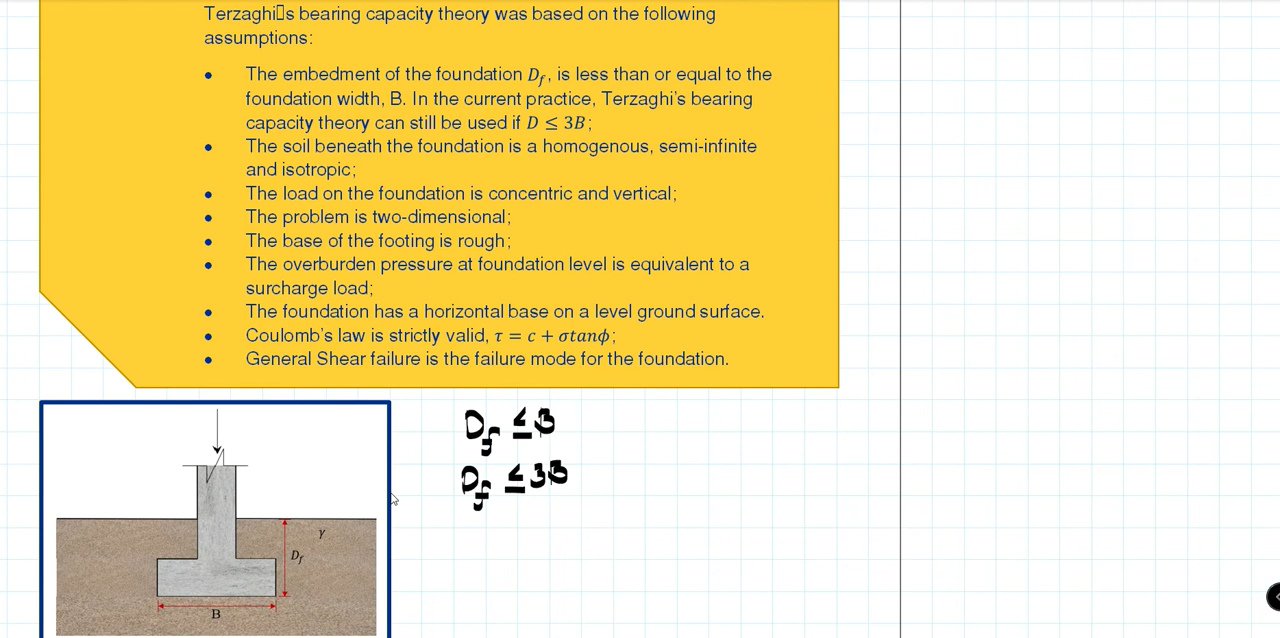 Terzaghi▯s bearing capacity theory was based on the following
assumptions:
• The embedment of the foundation D_f, is less than or equal to the
foundation width, B. In the current practice, Terzaghi's bearing
capacity theory can still be used if D ≤ 3B;
• The soil beneath the foundation is a homogenous, semi-infinite
and isotropic;
• The load on the foundation is concentric and vertical;
• The problem is two-dimensional;
• The base of the footing is rough;
• The overburden pressure at foundation level is equivalent to a
surcharge load;
• The foundation has a horizontal base on a level ground surface.
• Coulomb's law is strictly valid, τ = c + σtanϕ;
• General Shear failure is the failure mode for the foundation.
D_f ≤ B
D_f ≤ 3B
γ
D_f
B